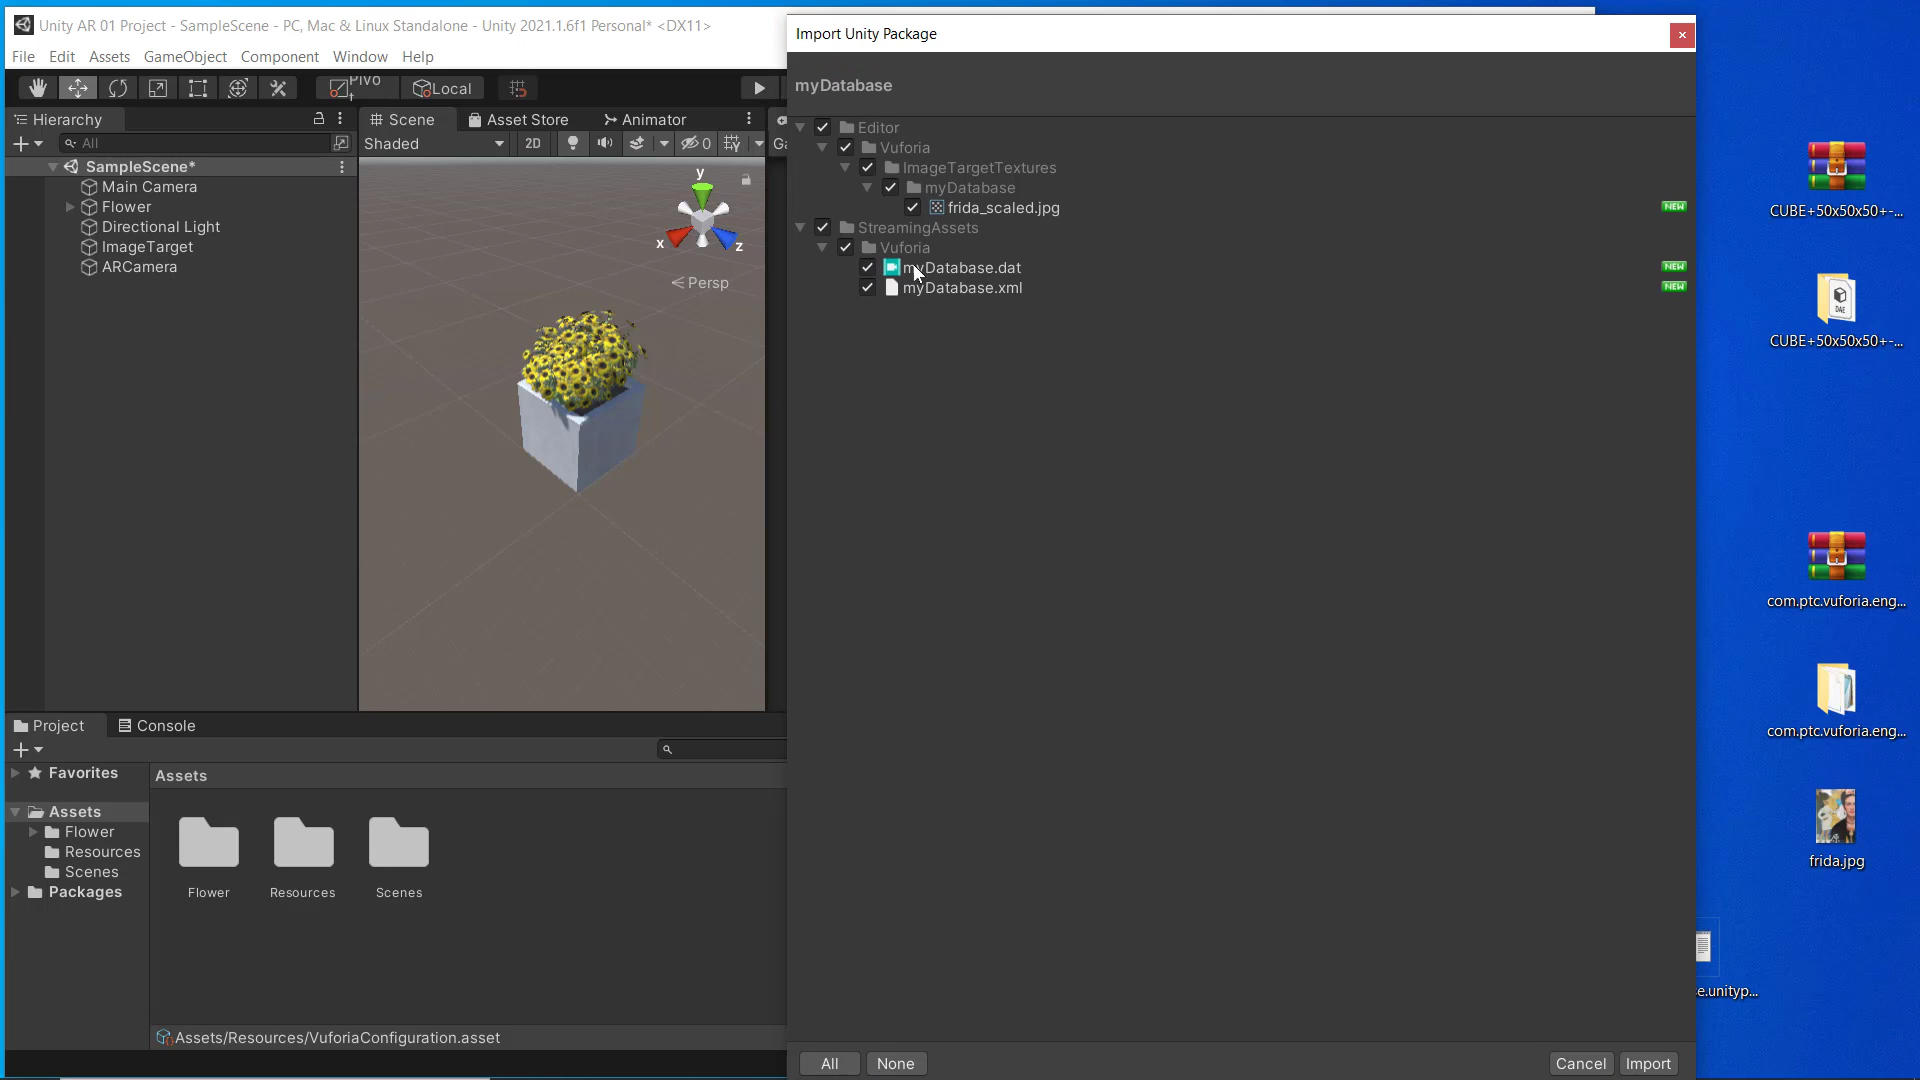 Unity AR 01 Project - SampleScene - PC, Mac & Linux Standalone - Unity 2021.1.6f1 Personal* <DX11>
File Edit Assets GameObject Component Window Help
Pivot
Local
Hierarchy
All
SampleScene*
Main Camera
Flower
Directional Light
ImageTarget
ARCamera
Scene Asset Store Animator
Shaded 2D 0
y
x z
Persp
Project Console
Favorites
Assets
Flower
Resources
Scenes
Packages
Assets
Flower Resources Scenes
Assets/Resources/VuforiaConfiguration.asset
Import Unity Package
myDatabase
Editor
Vuforia
ImageTargetTextures
myDatabase
frida_scaled.jpg NEW
StreamingAssets
Vuforia
myDatabase.dat NEW
myDatabase.xml NEW
All None Cancel Import
CUBE+50x50x50+-...
CUBE+50x50x50+-...
com.ptc.vuforia.eng...
com.ptc.vuforia.eng...
frida.jpg
e.unityp...